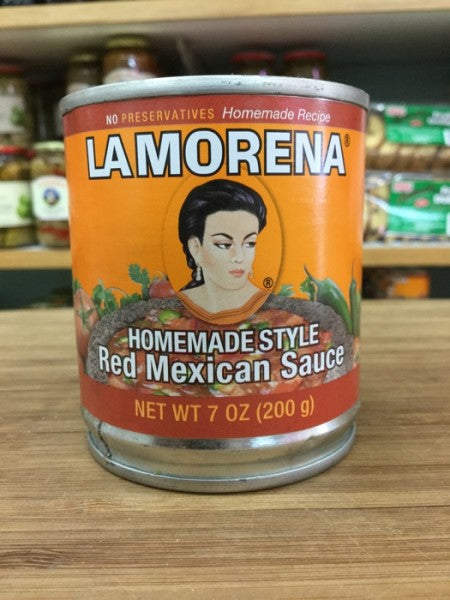 NO PRESERVATIVES Homemade Recipe
LA MORENA®
®
HOMEMADE STYLE
Red Mexican Sauce
NET WT 7 OZ (200 g)